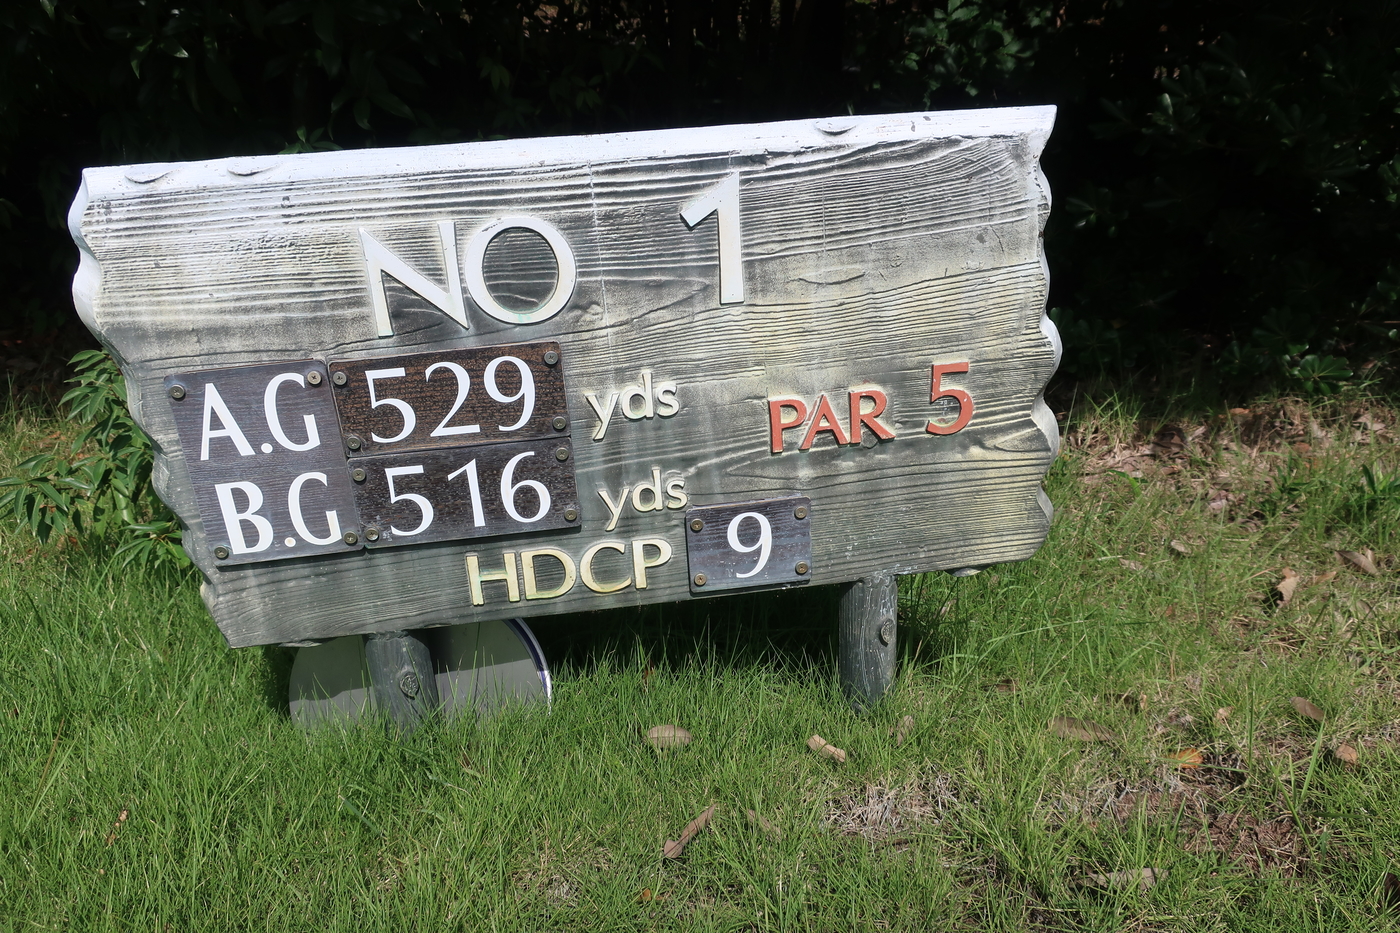 NO 1
A.G 529 yds PAR 5
B.G 516 yds
HDCP 9